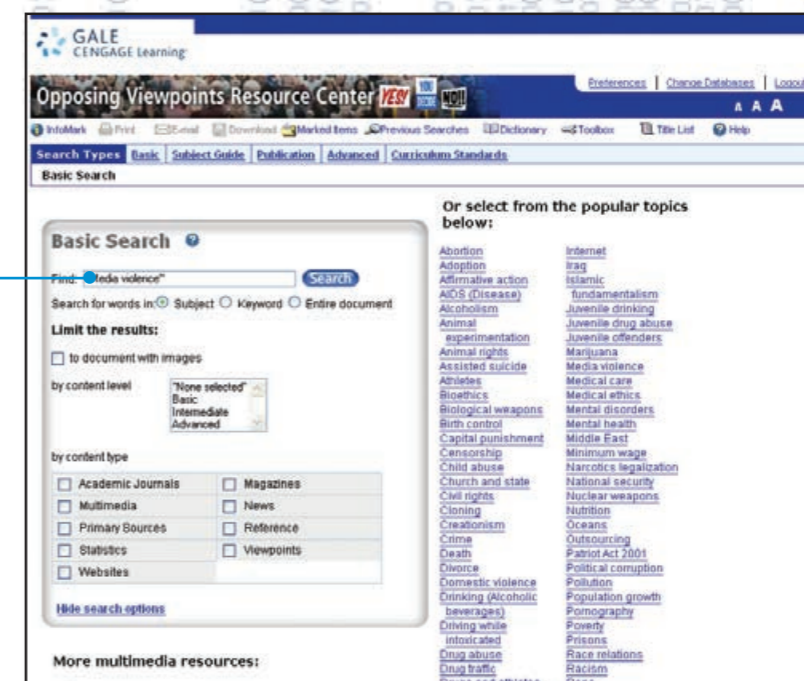 GALE
CENGAGE Learning
Preferences | Change Databases | Logout
Opposing Viewpoints Resource Center YES! YOU DECIDE NO!
A A A
InfoMark Print E-mail Download Marked Items Previous Searches Dictionary Toolbox Title List Help
Search Types Basic Subject Guide Publication Advanced Curriculum Standards
Basic Search
Basic Search
Find: Media violence"
Search
Search for words in: Subject Keyword Entire document
Limit the results:
to document with images
by content level
"None selected"
Basic
Intermediate
Advanced
by content type
Academic Journals Magazines
Multimedia News
Primary Sources Reference
Statistics Viewpoints
Websites
Hide search options
More multimedia resources:
Or select from the popular topics
below:
Abortion
Adoption
Affirmative action
AIDS (Disease)
Alcoholism
Animal
experimentation
Animal rights
Assisted suicide
Athletes
Bioethics
Biological weapons
Birth control
Capital punishment
Censorship
Child abuse
Church and state
Civil rights
Cloning
Creationism
Crime
Death
Divorce
Domestic violence
Drinking (Alcoholic
beverages)
Driving while
intoxicated
Drug abuse
Drug traffic
Internet
Iraq
Islamic
fundamentalism
Juvenile drinking
Juvenile drug abuse
Juvenile offenders
Marijuana
Media violence
Medical care
Medical ethics
Mental disorders
Mental health
Middle East
Minimum wage
Narcotics legalization
National security
Nuclear weapons
Nutrition
Oceans
Outsourcing
Patriot Act 2001
Political corruption
Pollution
Population growth
Pornography
Poverty
Prisons
Race relations
Racism